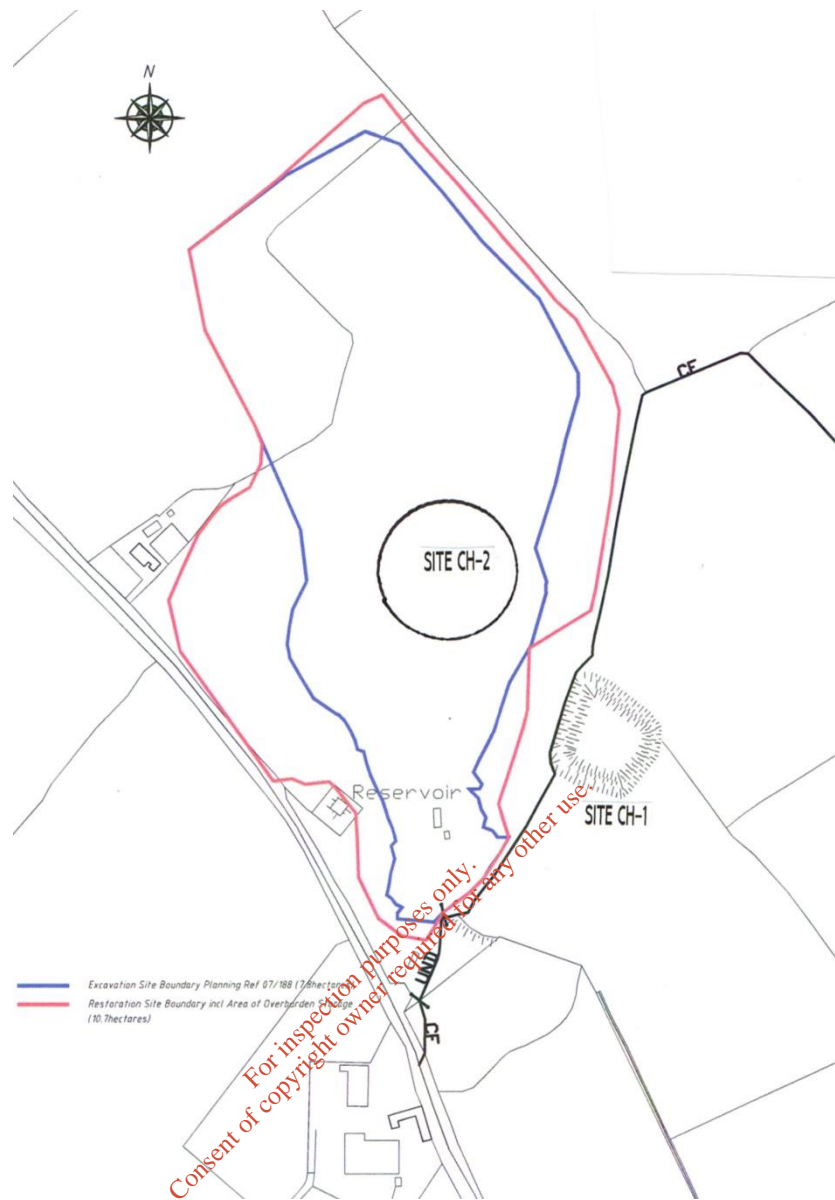 N
CF
SITE CH-2
Reservoir
SITE CH-1
UND
CF
Excavation Site Boundary Planning Ref 07/188 (7.8hectares)
Restoration Site Boundary incl Area of Overburden Storage
(10.7hectares)
For inspection purposes only.
Consent of copyright owner required for any other use.